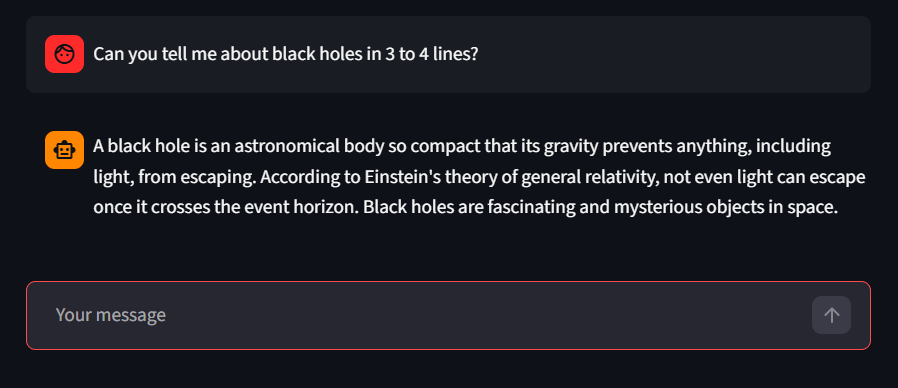 Can you tell me about black holes in 3 to 4 lines?
A black hole is an astronomical body so compact that its gravity prevents anything, including
light, from escaping. According to Einstein's theory of general relativity, not even light can escape
once it crosses the event horizon. Black holes are fascinating and mysterious objects in space.
Your message